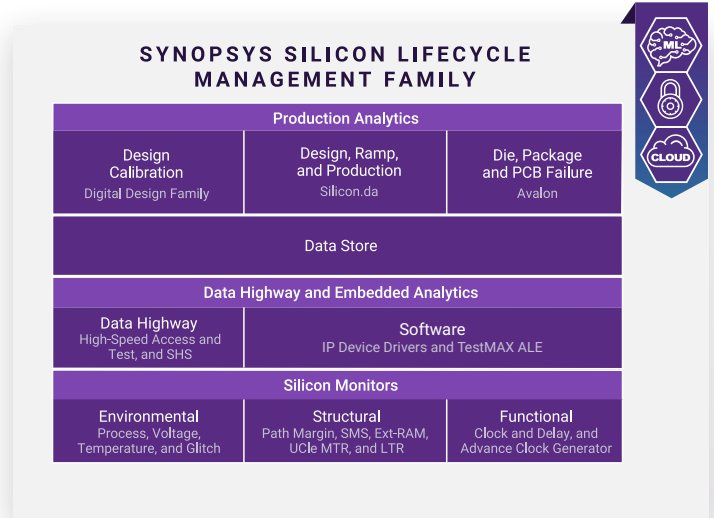 SYNOPSYS SILICON LIFECYCLE
MANAGEMENT FAMILY
ML
CLOUD
Production Analytics
Design
Calibration
Digital Design Family
Design, Ramp,
and Production
Silicon.da
Die, Package
and PCB Failure
Avalon
Data Store
Data Highway and Embedded Analytics
Data Highway
High-Speed Access and
Test, and SHS
Software
IP Device Drivers and TestMAX ALE
Silicon Monitors
Environmental
Process, Voltage,
Temperature, and Glitch
Structural
Path Margin, SMS, Ext-RAM,
UCIe MTR, and LTR
Functional
Clock and Delay, and
Advance Clock Generator